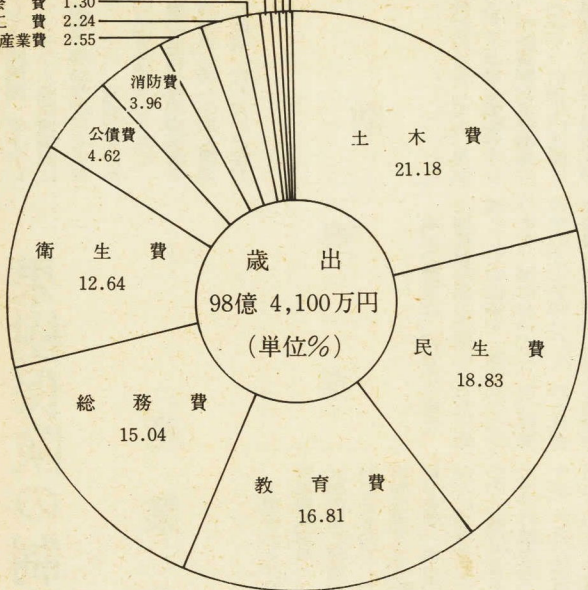 費 1.30
費 2.24
産業費 2.55
消防費
3.96
公債費
4.62
土木費
21.18
衛生費
12.64
歳出
98億 4,100万円
(単位%)
民生費
18.83
総務費
15.04
教育費
16.81